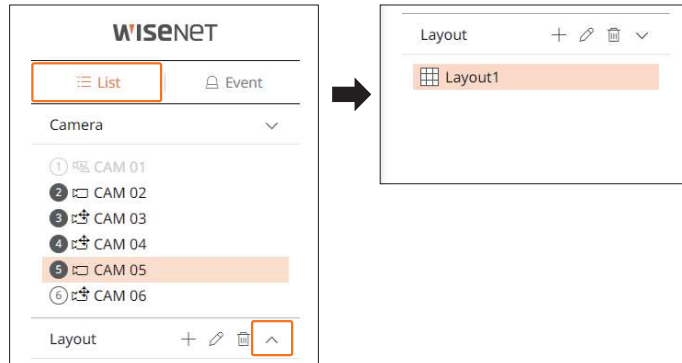 WISENET
List
Event
Camera
1 CAM 01
2 CAM 02
3 CAM 03
4 CAM 04
5 CAM 05
6 CAM 06
Layout
Layout
Layout1